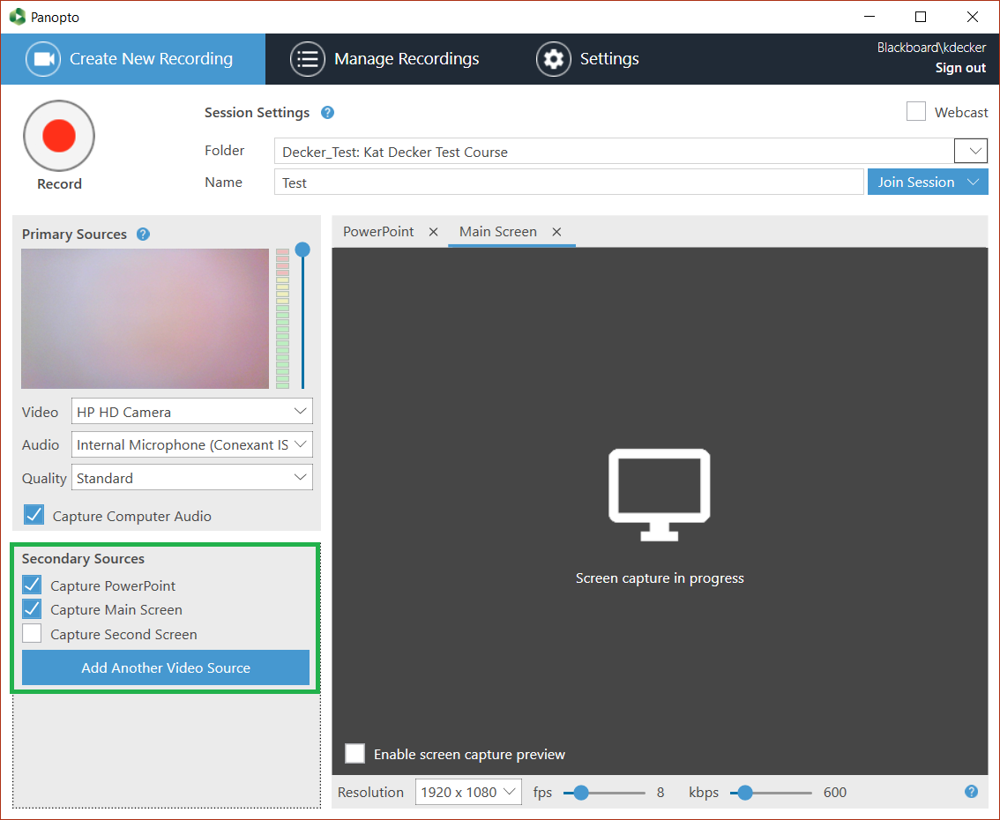 Panopto
Create New Recording
Manage Recordings
Settings
Blackboard\kdecker
Sign out
Record
Session Settings ?
Webcast
Folder
Decker_Test: Kat Decker Test Course
Name
Test
Join Session
Primary Sources ?
Video
HP HD Camera
Audio
Internal Microphone (Conexant IS
Quality
Standard
Capture Computer Audio
Secondary Sources
Capture PowerPoint
Capture Main Screen
Capture Second Screen
Add Another Video Source
PowerPoint
Main Screen
Screen capture in progress
Enable screen capture preview
Resolution
1920 x 1080
fps
8
kbps
600
?